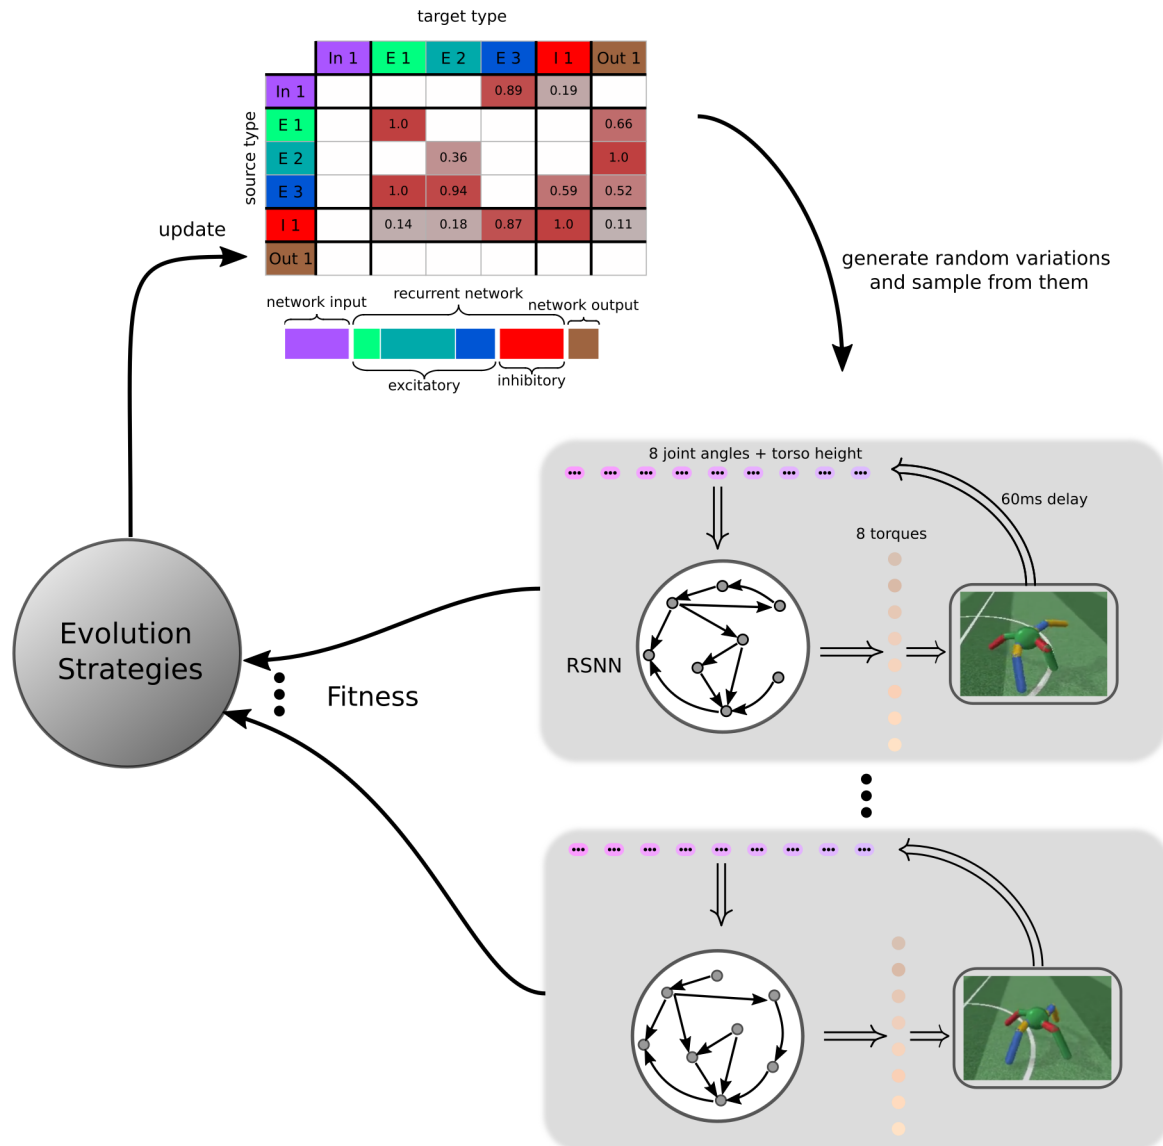 target type
In 1 E 1 E 2 E 3 I 1 Out 1
source type
In 1 0.89 0.19
E 1 1.0 0.66
E 2 0.36 1.0
E 3 1.0 0.94 0.59 0.52
I 1 0.14 0.18 0.87 1.0 0.11
Out 1
update
generate random variations
and sample from them
network input
recurrent network
network output
excitatory
inhibitory
8 joint angles + torso height
60ms delay
8 torques
RSNN
Evolution
Strategies
Fitness